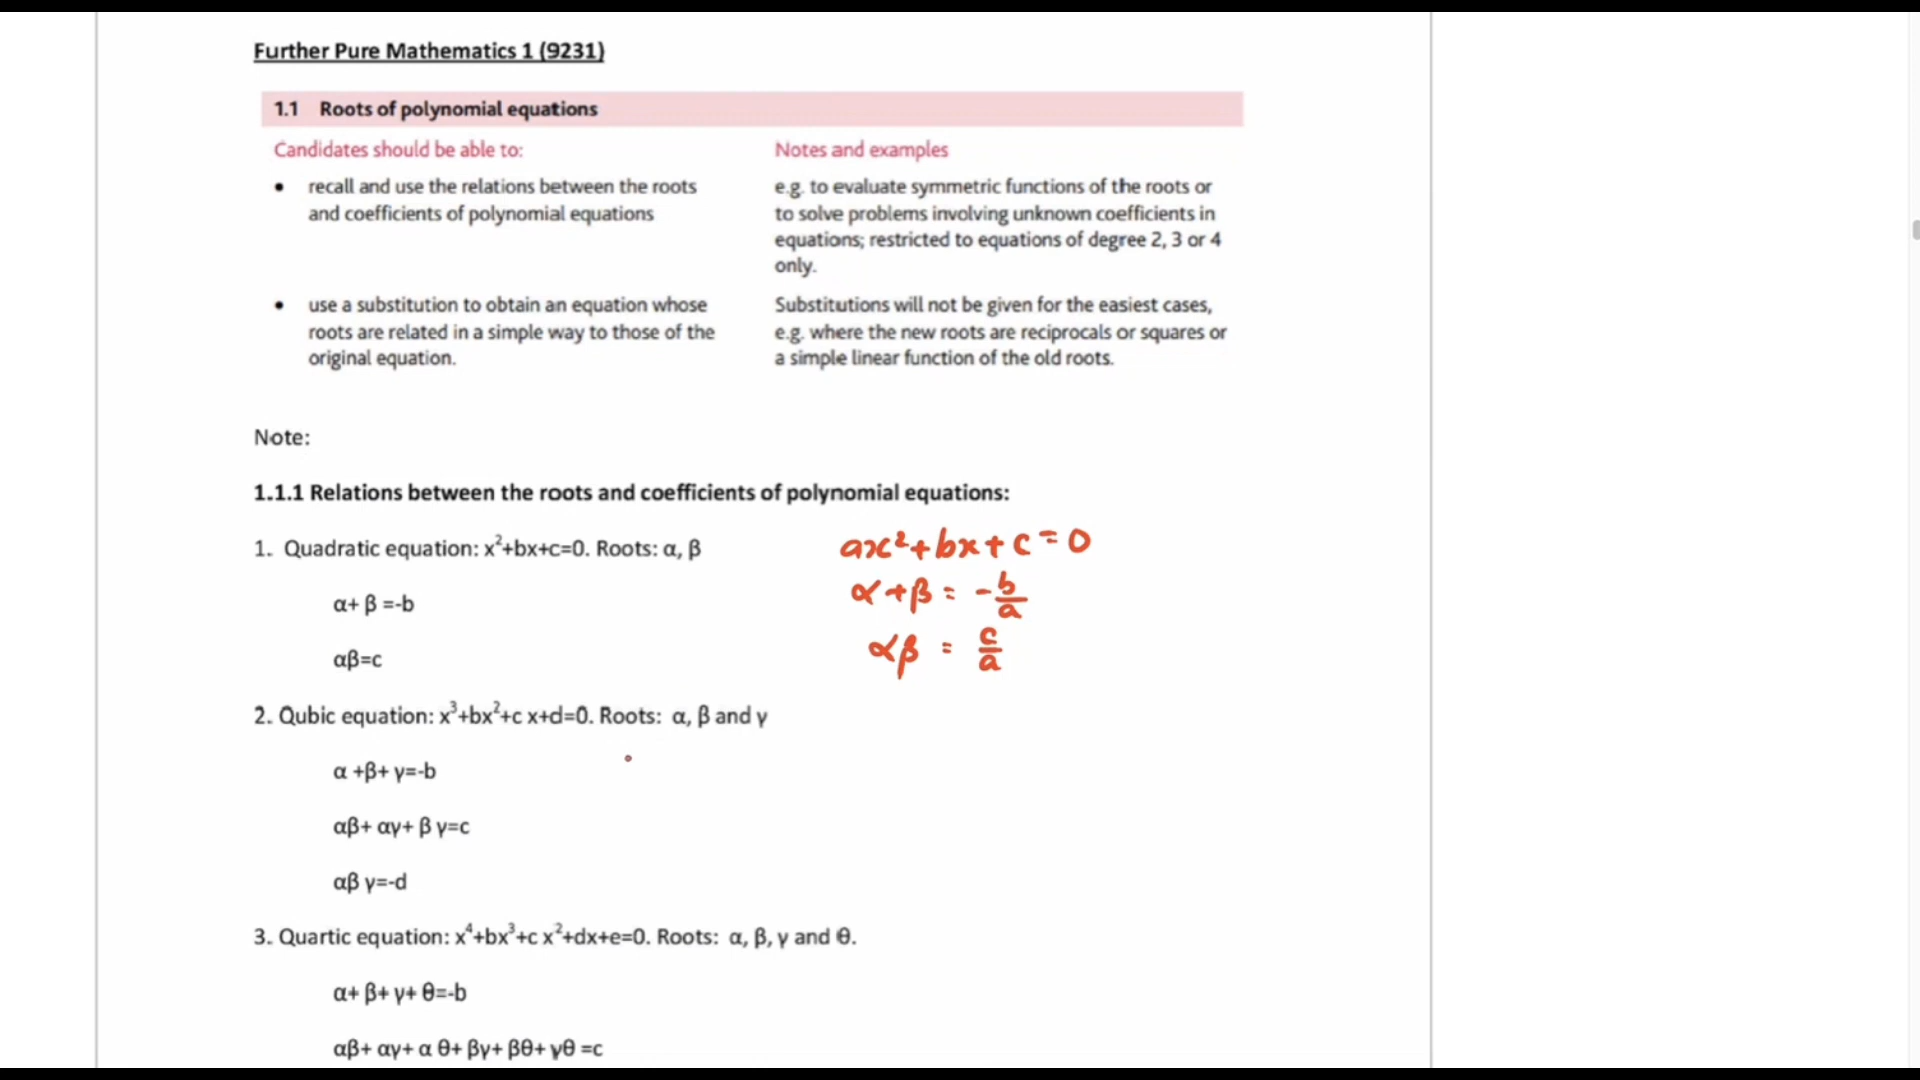 Further Pure Mathematics 1 (9231)
1.1 Roots of polynomial equations
Candidates should be able to:
• recall and use the relations between the roots
and coefficients of polynomial equations
• use a substitution to obtain an equation whose
roots are related in a simple way to those of the
original equation.
Notes and examples
e.g. to evaluate symmetric functions of the roots or
to solve problems involving unknown coefficients in
equations; restricted to equations of degree 2, 3 or 4
only.
Substitutions will not be given for the easiest cases,
e.g. where the new roots are reciprocals or squares or
a simple linear function of the old roots.
Note:
1.1.1 Relations between the roots and coefficients of polynomial equations:
1. Quadratic equation: x²+bx+c=0. Roots: α, β
α+ β =-b
αβ=c
ax²+bx+c=0
α+β = -b/a
αβ = c/a
2. Qubic equation: x³+bx²+c x+d=0. Roots: α, β and γ
α +β+ γ=-b
αβ+ αγ+ β γ=c
αβ γ=-d
3. Quartic equation: x⁴+bx³+c x²+dx+e=0. Roots: α, β, γ and θ.
α+ β+ γ+ θ=-b
αβ+ αγ+ α θ+ βγ+ βθ+ γθ =c